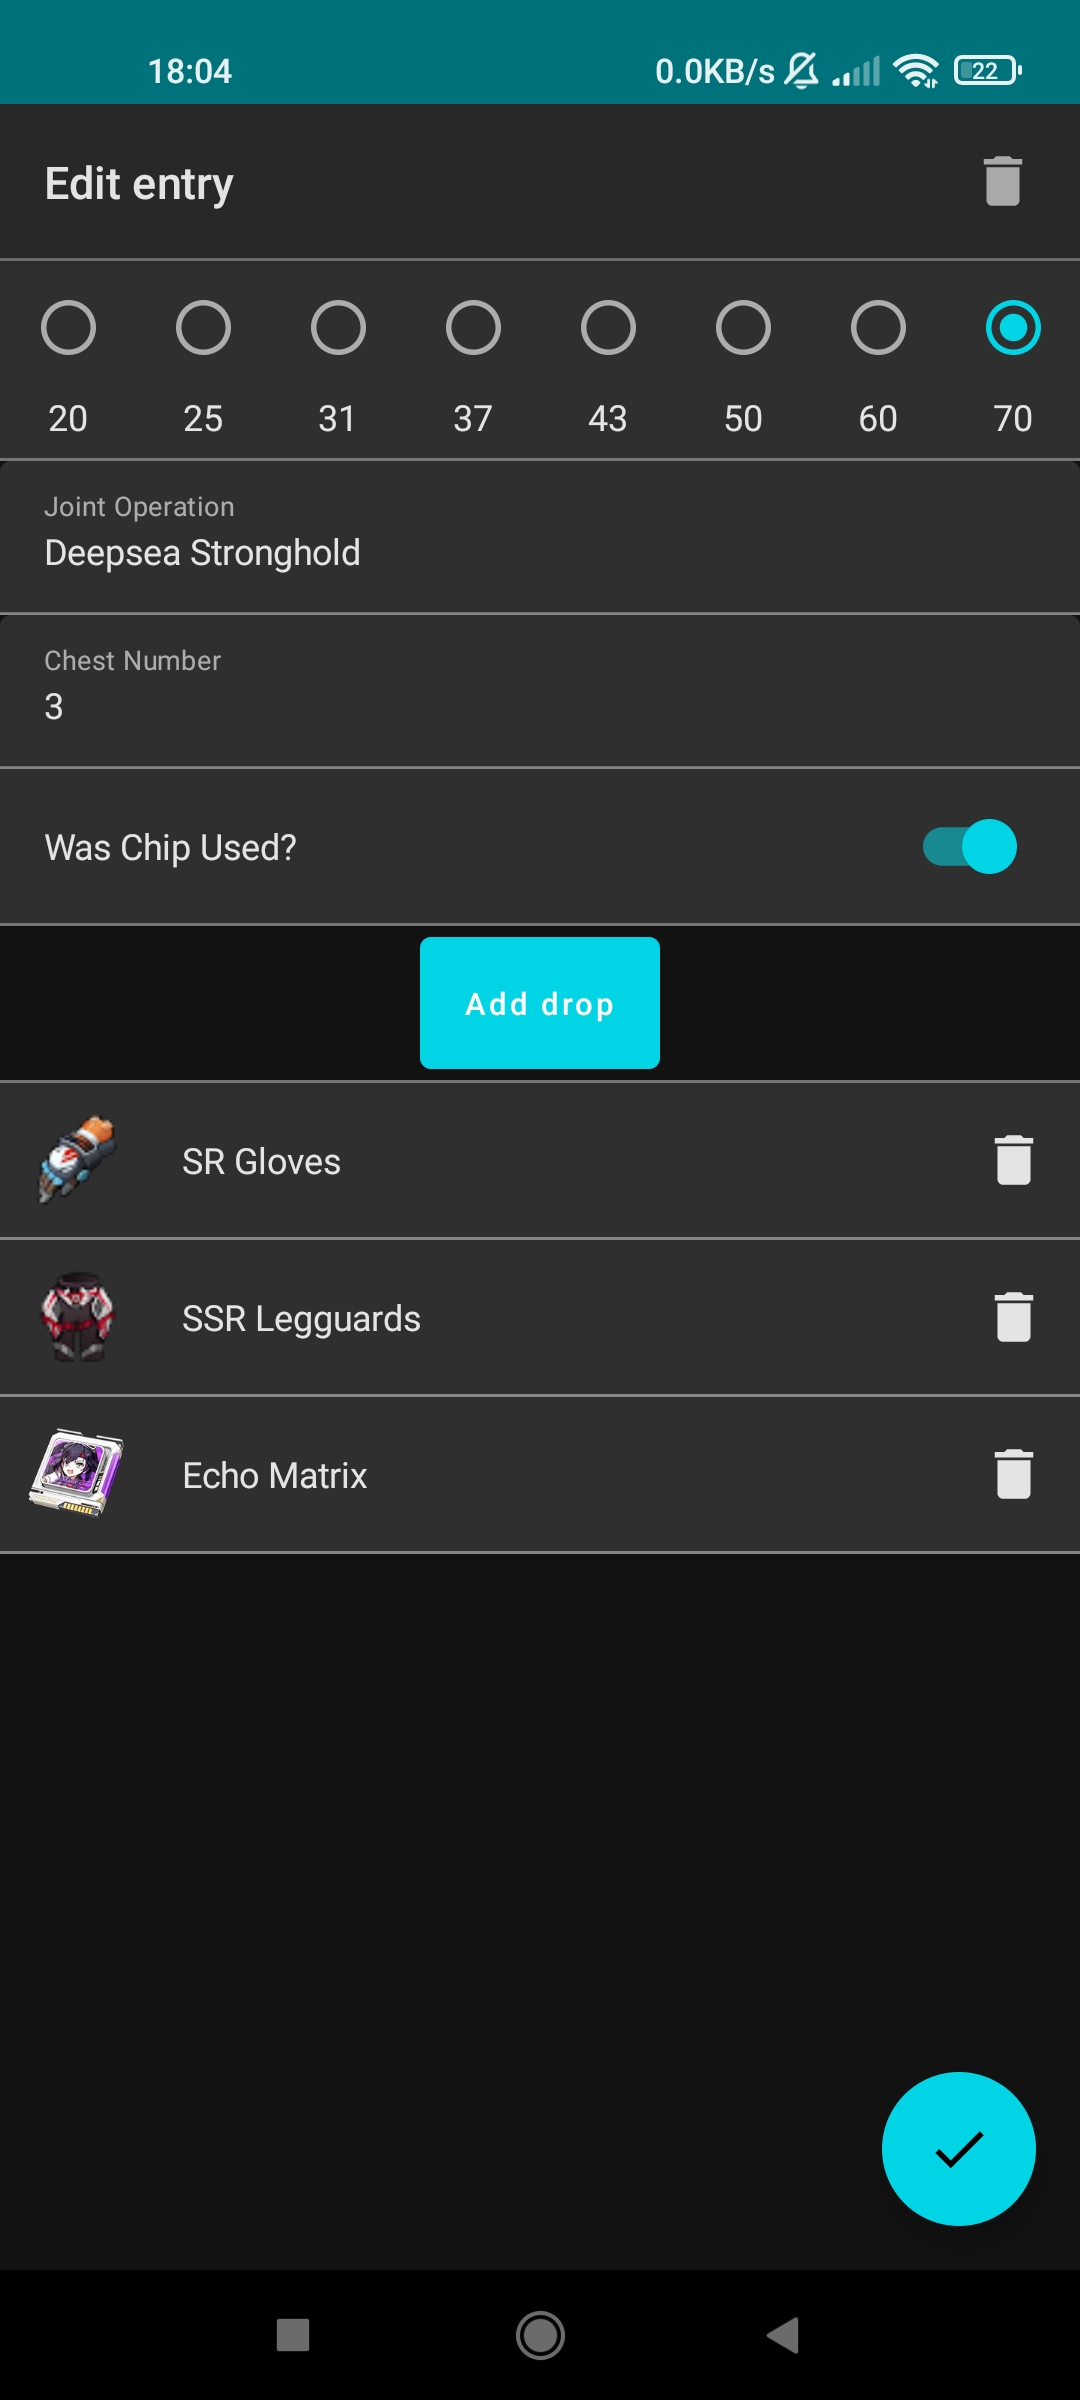 18:04 0.0KB/s 22
Edit entry
20 25 31 37 43 50 60 70
Joint Operation
Deepsea Stronghold
Chest Number
3
Was Chip Used?
Add drop
SR Gloves
SSR Legguards
Echo Matrix